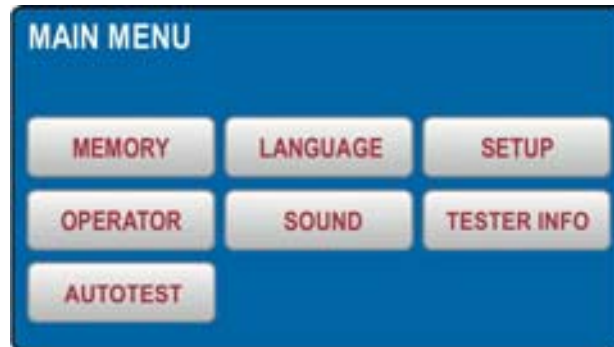 MAIN MENU
MEMORY LANGUAGE SETUP
OPERATOR SOUND TESTER INFO
AUTOTEST